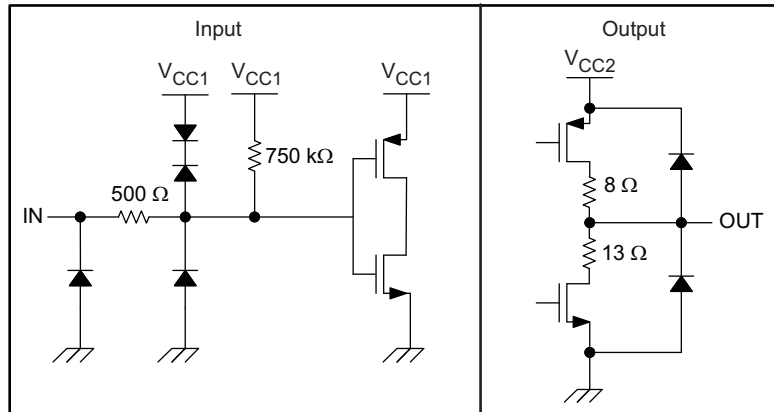 Input
Output
VCC1
VCC1
VCC1
VCC2
750 kΩ
500 Ω
8 Ω
IN
OUT
13 Ω